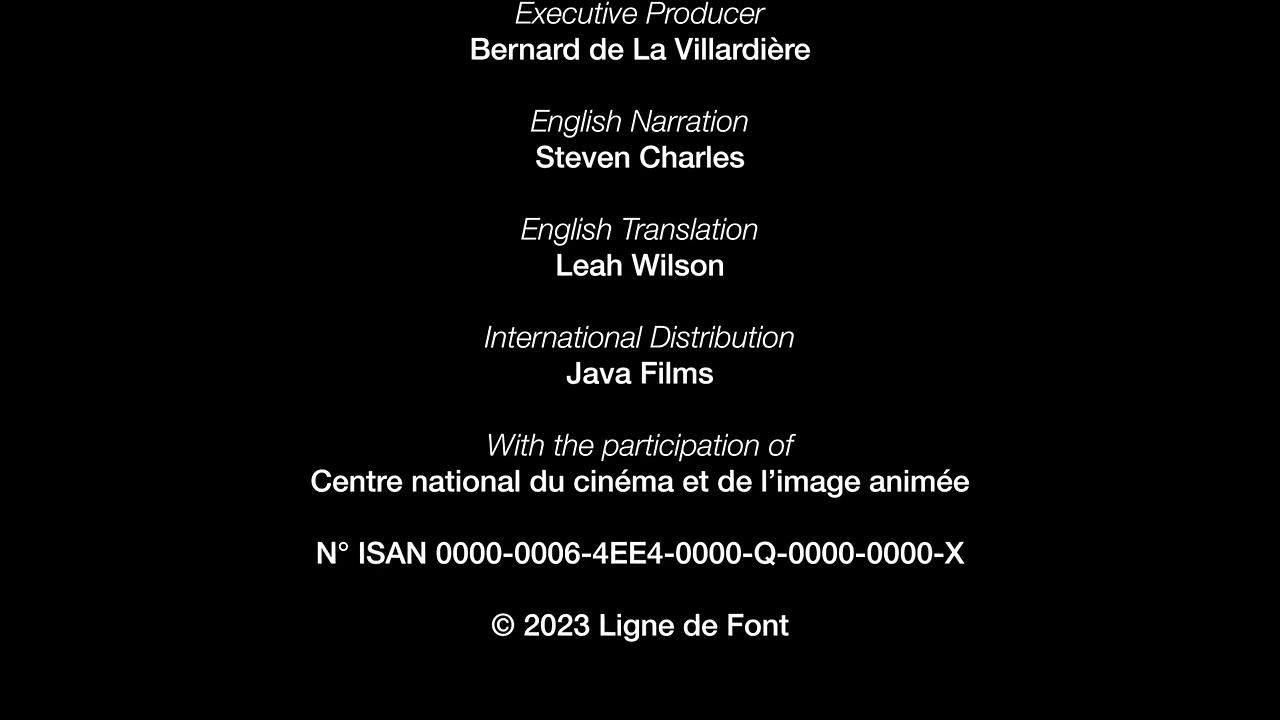 Executive Producer
Bernard de La Villardière
English Narration
Steven Charles
English Translation
Leah Wilson
International Distribution
Java Films
With the participation of
Centre national du cinéma et de l’image animée
N° ISAN 0000-0006-4EE4-0000-Q-0000-0000-X
© 2023 Ligne de Font